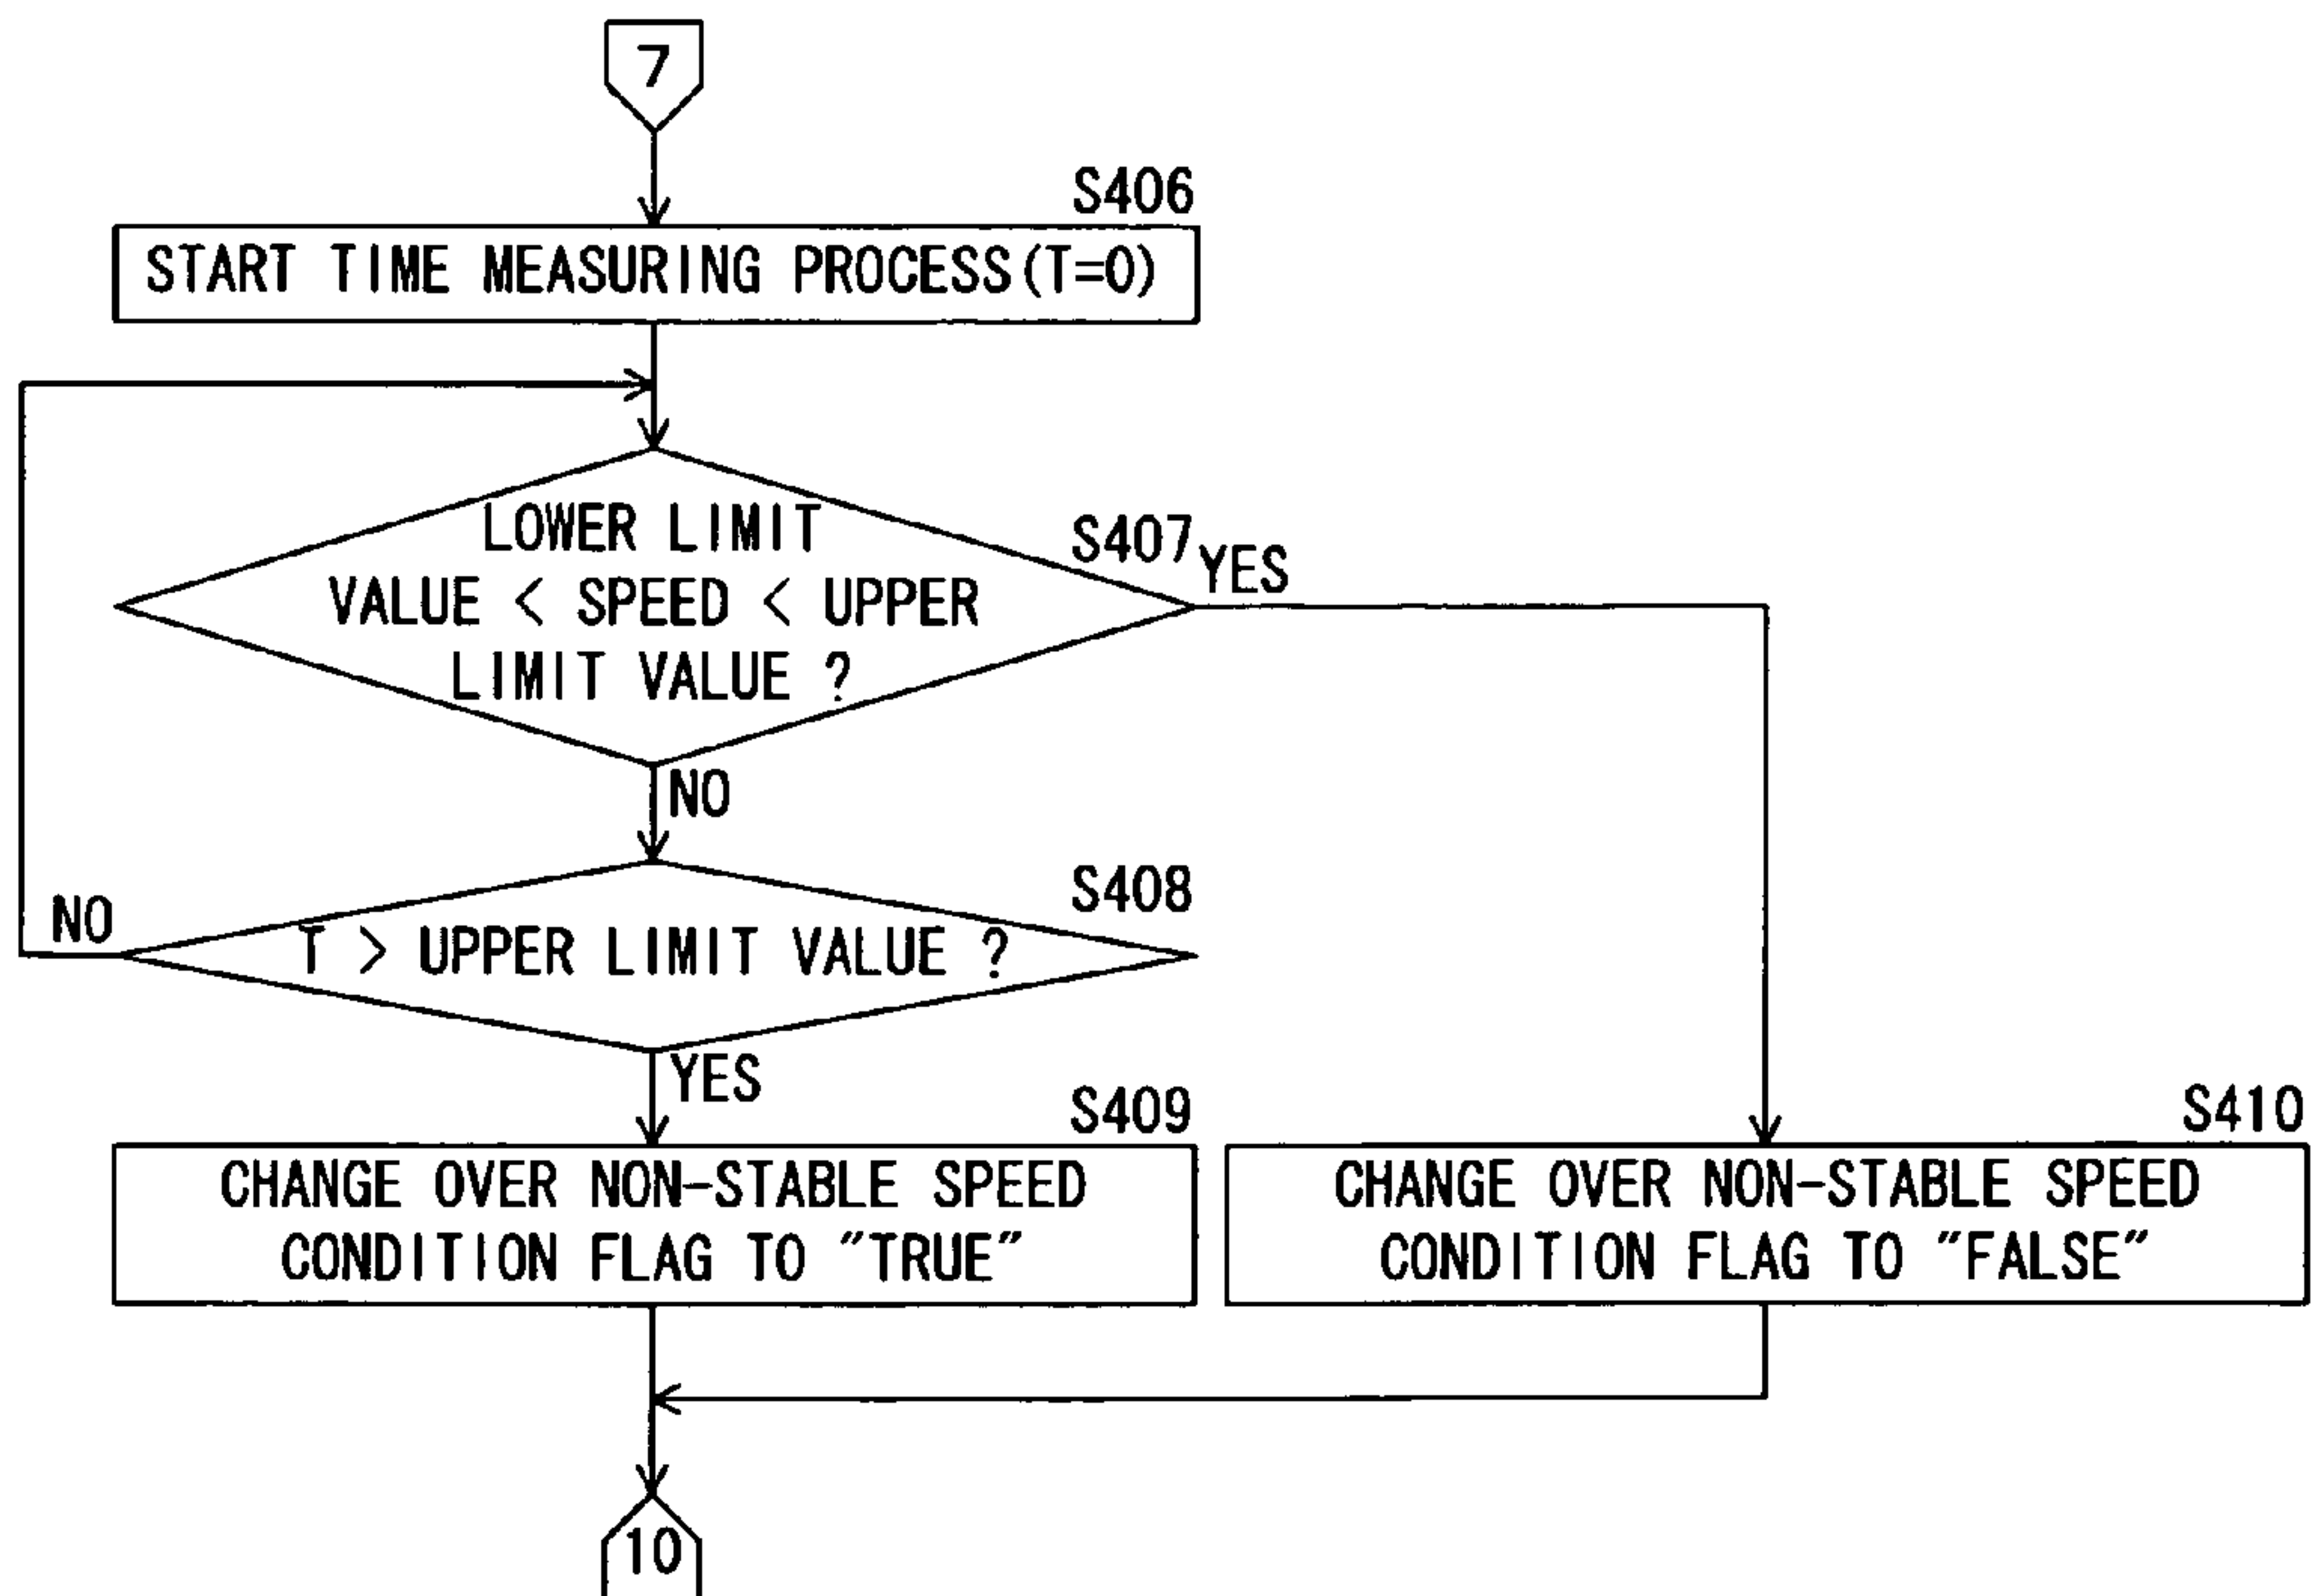 7
S406
START TIME MEASURING PROCESS(T=0)
LOWER LIMIT
VALUE < SPEED < UPPER
LIMIT VALUE ?
S407
YES
NO
S408
NO
T > UPPER LIMIT VALUE ?
YES
S409
CHANGE OVER NON-STABLE SPEED
CONDITION FLAG TO "TRUE"
S410
CHANGE OVER NON-STABLE SPEED
CONDITION FLAG TO "FALSE"
10